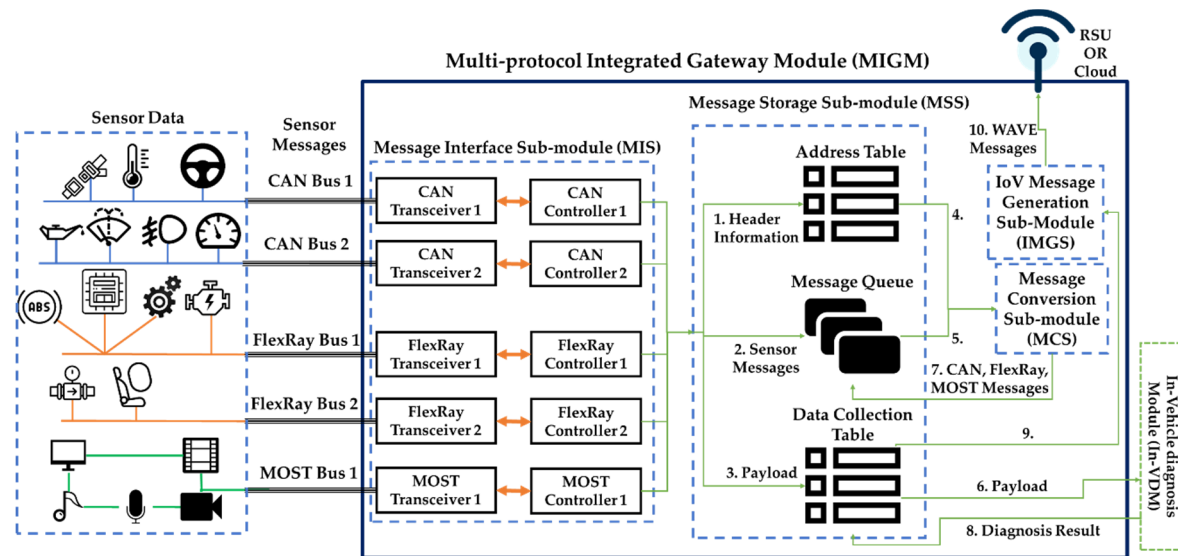 RSU
OR
Cloud
Multi-protocol Integrated Gateway Module (MIGM)
Sensor Data
Sensor
Messages
Message Interface Sub-module (MIS)
Message Storage Sub-module (MSS)
10. WAVE
Messages
CAN Bus 1
CAN
Transceiver 1
CAN
Controller 1
Address Table
IoV Message
Generation
Sub-Module
(IMGS)
1. Header
Information
4.
CAN Bus 2
CAN
Transceiver 2
CAN
Controller 2
Message Queue
Message
Conversion
Sub-module
(MCS)
ABS
FlexRay Bus 1
FlexRay
Transceiver 1
FlexRay
Controller 1
2. Sensor
Messages
5.
7. CAN, FlexRay,
MOST Messages
FlexRay Bus 2
FlexRay
Transceiver 2
FlexRay
Controller 2
Data Collection
Table
9.
In-Vehicle diagnosis
Module (In-VDM)
MOST Bus 1
MOST
Transceiver 1
MOST
Controller 1
3. Payload
6. Payload
8. Diagnosis Result